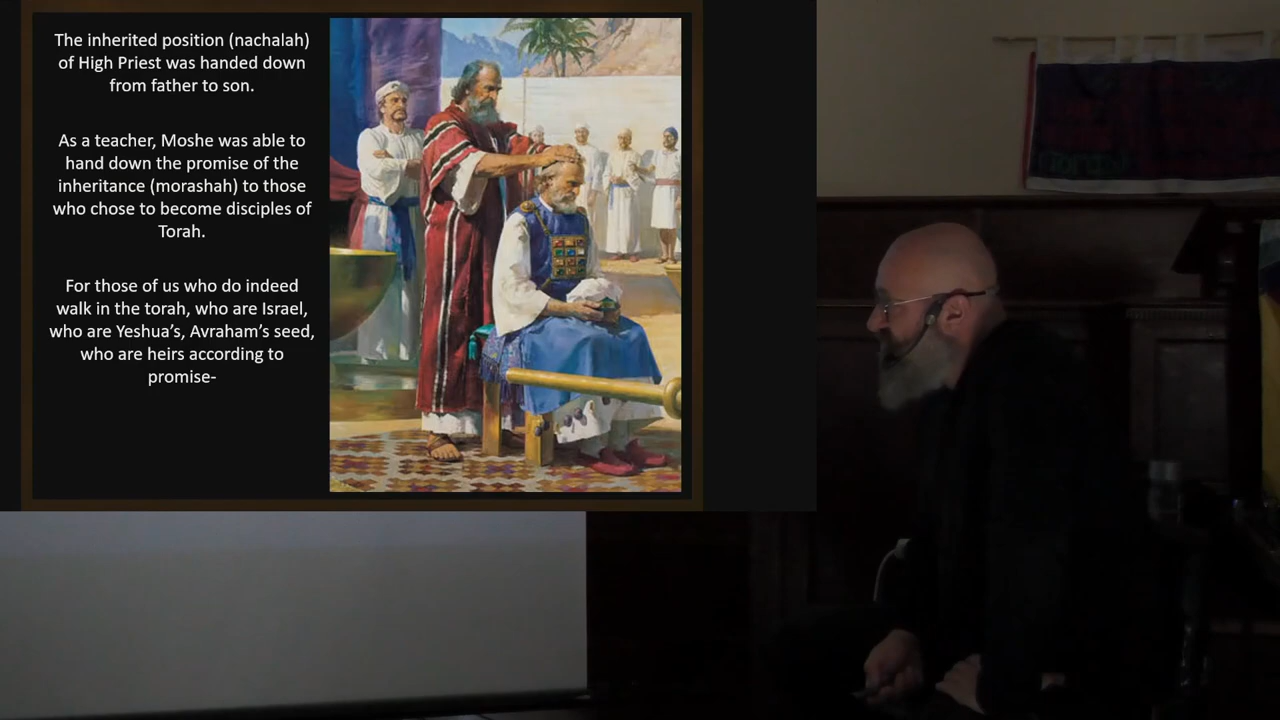 The inherited position (nachalah)
of High Priest was handed down
from father to son.
As a teacher, Moshe was able to
hand down the promise of the
inheritance (morashah) to those
who chose to become disciples of
Torah.
For those of us who do indeed
walk in the torah, who are Israel,
who are Yeshua’s, Avraham’s seed,
who are heirs according to
promise-